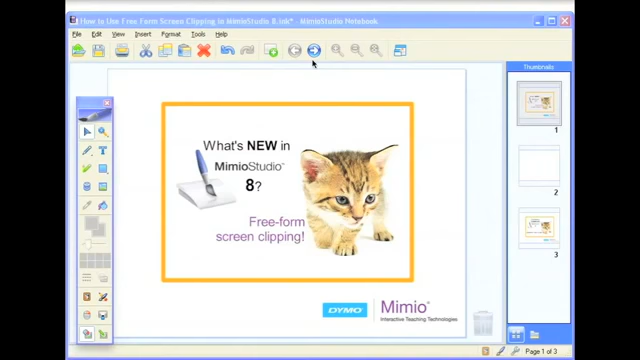 How to Use Free Form Screen Clipping in MimioStudio 8.ink* - MimioStudio Notebook
File Edit View Insert Format Tools Help
Thumbnails
What's NEW in
MimioStudio™
8?
Free-form
screen clipping!
DYMO Mimio®
Interactive Teaching Technologies
1
2
3
Page 1 of 3